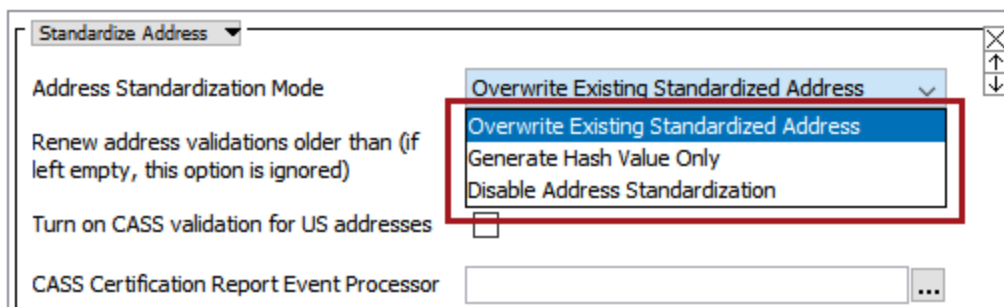 Standardize Address
Address Standardization Mode
Overwrite Existing Standardized Address
Overwrite Existing Standardized Address
Generate Hash Value Only
Disable Address Standardization
Renew address validations older than (if
left empty, this option is ignored)
Turn on CASS validation for US addresses
CASS Certification Report Event Processor
...